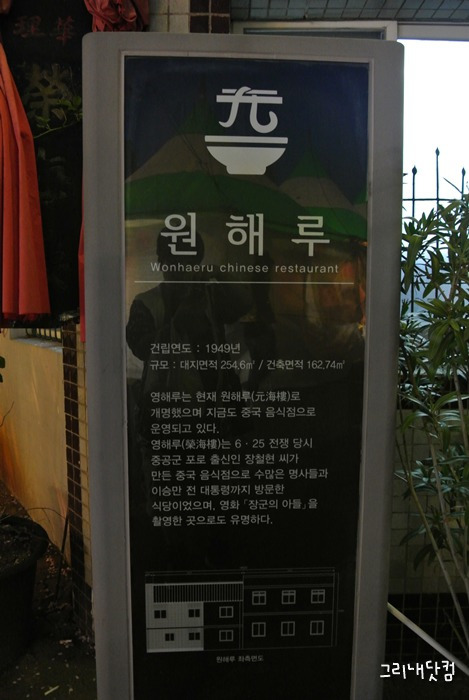 元
원해루
Wonhaeru chinese restaurant
건립연도 : 1949년
규모 : 대지면적 254,6㎡ / 건축면적 162,74㎡
영해루는 현재 원해루(元海樓)로
개명했으며 지금도 중국 음식점으로
운영되고 있다.
영해루(榮海樓)는 6 · 25 전쟁 당시
중공군 포로 출신인 장철현 씨가
만든 중국 음식점으로 수많은 명사들과
이승만 전 대통령까지 방문한
식당이었으며, 영화 「장군의 아들」을
촬영한 곳으로도 유명하다.
원해루 좌측면도
그리내닷컴